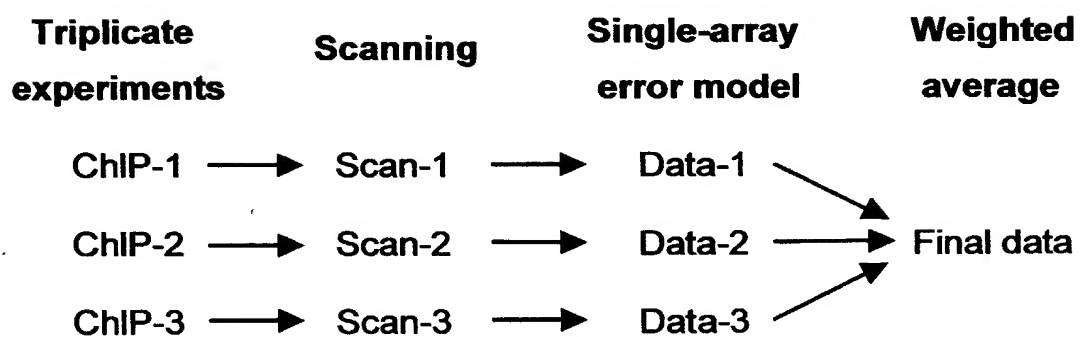 Triplicate experiments
Scanning
Single-array error model
Weighted average
ChIP-1 Scan-1 Data-1
ChIP-2 Scan-2 Data-2 Final data
ChIP-3 Scan-3 Data-3